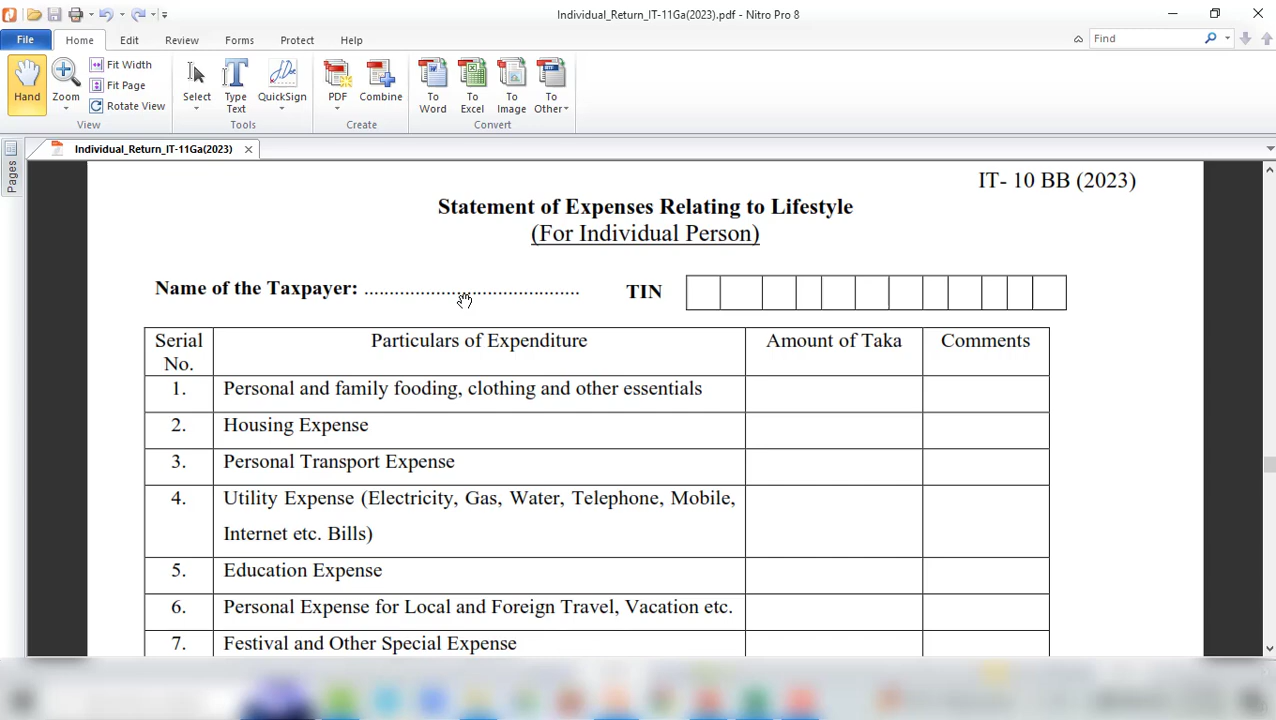 Individual_Return_IT-11Ga(2023).pdf - Nitro Pro 8
File Home Edit Review Forms Protect Help Find
Hand
Zoom
Fit Width
Fit Page
Rotate View
View
Select
Type Text
QuickSign
Tools
PDF
Combine
Create
To Word
To Excel
To Image
To Other
Convert
Pages
Individual_Return_IT-11Ga(2023)
IT- 10 BB (2023)
Statement of Expenses Relating to Lifestyle
(For Individual Person)
Name of the Taxpayer: .......................................... TIN
Serial No. Particulars of Expenditure Amount of Taka Comments
1. Personal and family fooding, clothing and other essentials
2. Housing Expense
3. Personal Transport Expense
4. Utility Expense (Electricity, Gas, Water, Telephone, Mobile,
Internet etc. Bills)
5. Education Expense
6. Personal Expense for Local and Foreign Travel, Vacation etc.
7. Festival and Other Special Expense